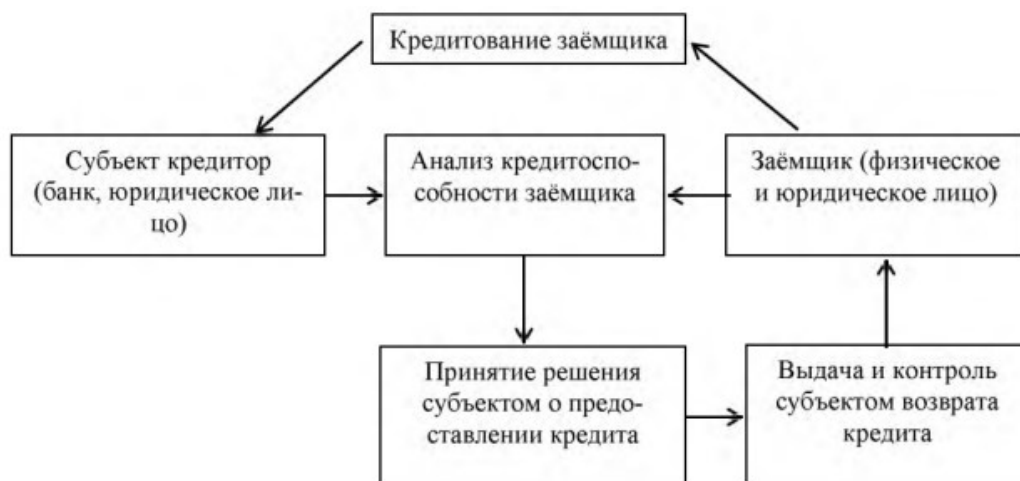 Кредитование заёмщика
Субъект кредитор
(банк, юридическое ли-
цо)
Анализ кредитоспо-
собности заёмщика
Заёмщик (физическое
и юридическое лицо)
Принятие решения
субъектом о предо-
ставлении кредита
Выдача и контроль
субъектом возврата
кредита